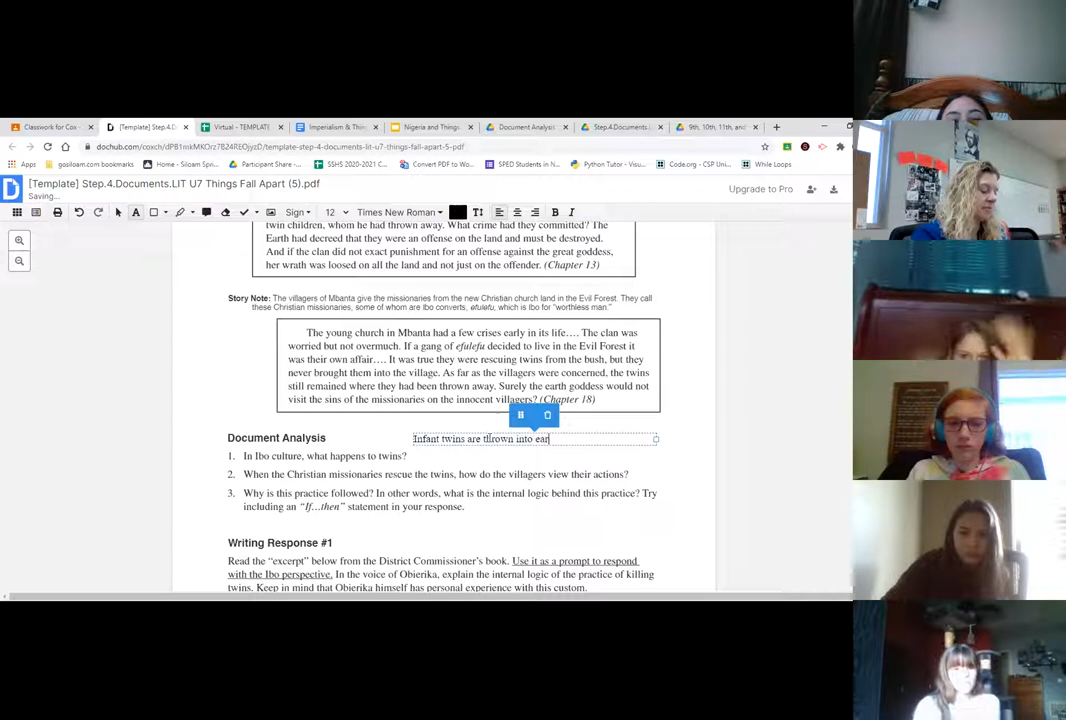 Classwork for Cox -
[Template] Step.4.D
Virtual - TEMPLAT
Imperialism & Thin
Nigeria and Things
Document Analysis
Step.4.Documents.L
9th, 10th, 11th, and
dochub.com/coxch/dPB1mkMKOrz7B24REOjyzD/template-step-4-documents-lit-u7-things-fall-apart-5-pdf
Apps
gosiloam.com bookmarks
Home - Siloam Spri
Participant Share -
SSHS 2020-2021 C
Convert PDF to Wo
SPED Students in N
Python Tutor - Visu
Code.org - CSP Uni
While Loops
[Template] Step.4.Documents.LIT U7 Things Fall Apart (5).pdf
Saving...
Upgrade to Pro
Sign
12
Times New Roman
B
I
twin children, whom he had thrown away. What crime had they committed? The
Earth had decreed that they were an offense on the land and must be destroyed.
And if the clan did not exact punishment for an offense against the great goddess,
her wrath was loosed on all the land and not just on the offender. (Chapter 13)
Story Note: The villagers of Mbanta give the missionaries from the new Christian church land in the Evil Forest. They call
these Christian missionaries, some of whom are Ibo converts, efulefu, which is Ibo for "worthless man."
The young church in Mbanta had a few crises early in its life.... The clan was
worried but not overmuch. If a gang of efulefu decided to live in the Evil Forest it
was their own affair.... It was true they were rescuing twins from the bush, but they
never brought them into the village. As far as the villagers were concerned, the twins
still remained where they had been thrown away. Surely the earth goddess would not
visit the sins of the missionaries on the innocent villagers? (Chapter 18)
Document Analysis
Infant twins are thrown into ear
1. In Ibo culture, what happens to twins?
2. When the Christian missionaries rescue the twins, how do the villagers view their actions?
3. Why is this practice followed? In other words, what is the internal logic behind this practice? Try
including an "If...then" statement in your response.
Writing Response #1
Read the "excerpt" below from the District Commissioner's book. Use it as a prompt to respond
with the Ibo perspective. In the voice of Obierika, explain the internal logic of the practice of killing
twins. Keep in mind that Obierika himself has personal experience with this custom.